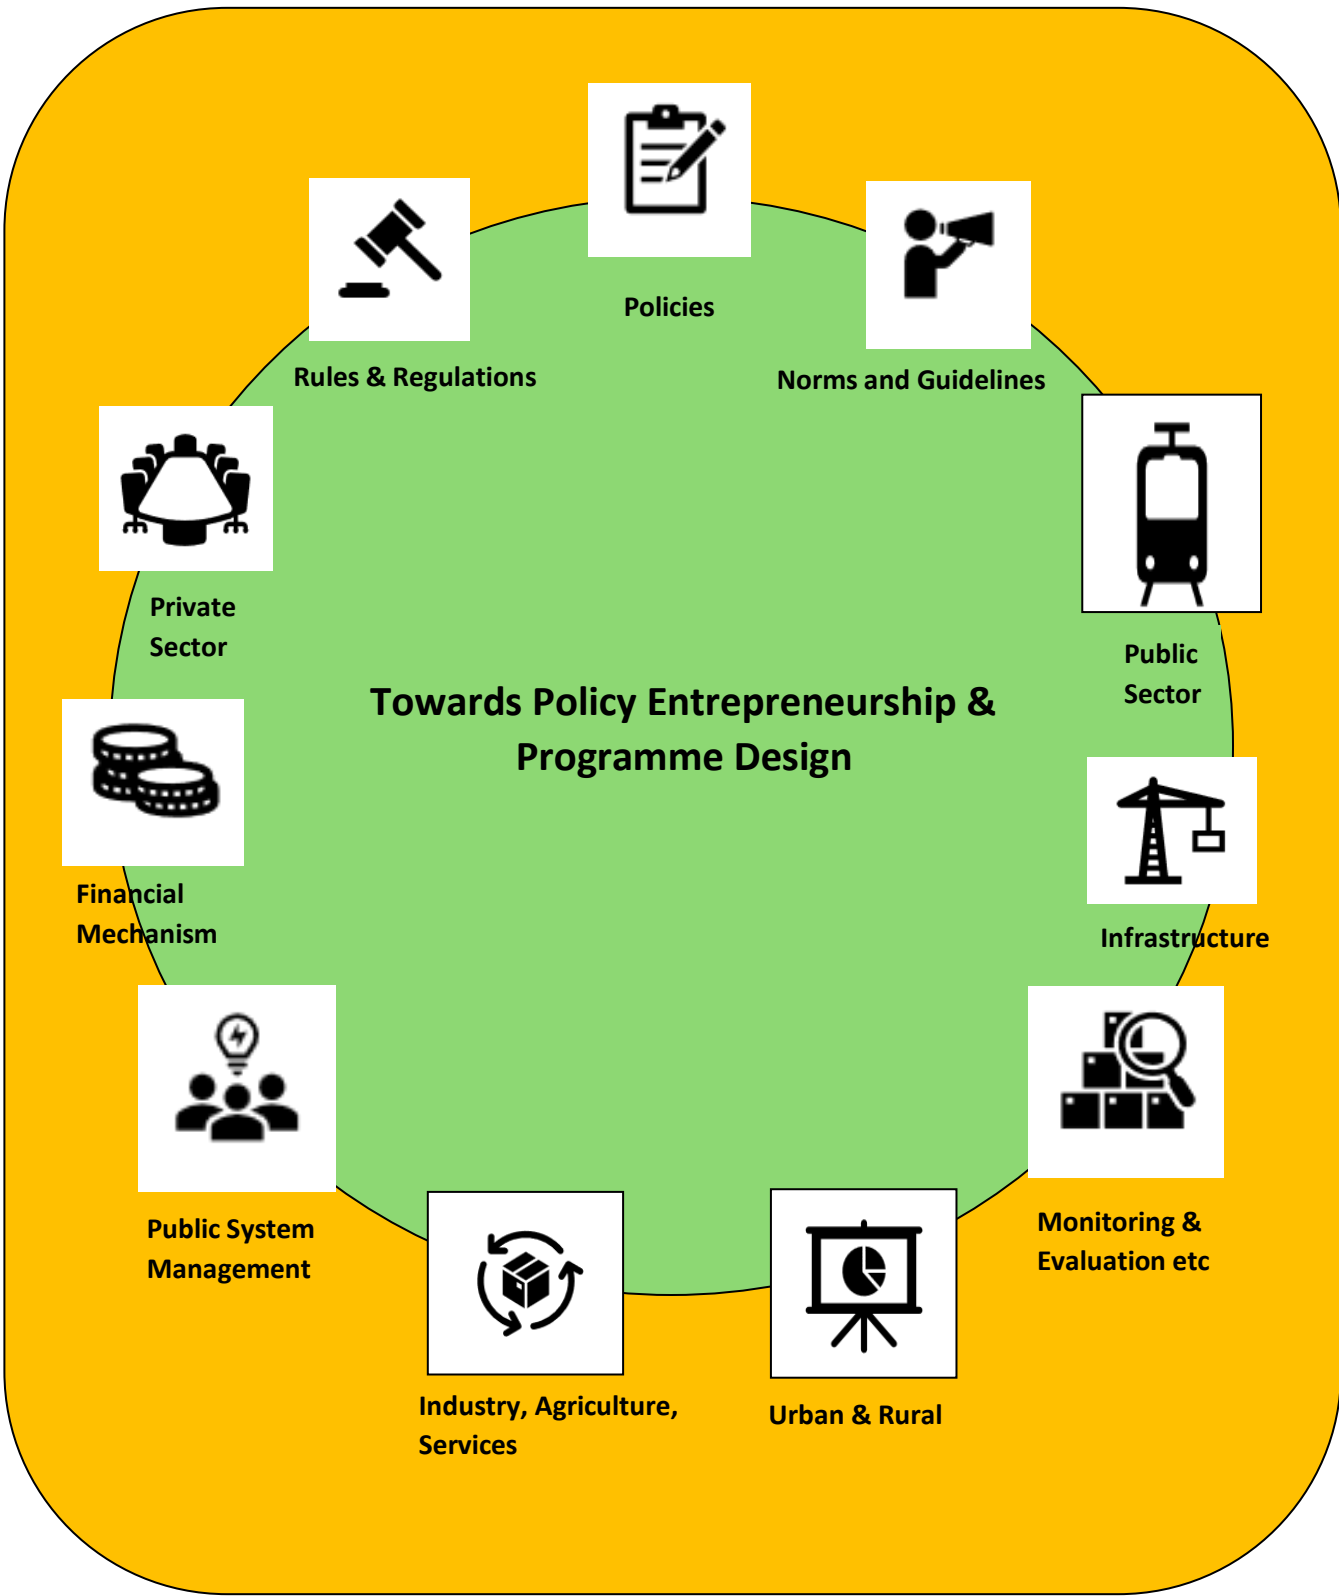 Policies
Rules & Regulations
Norms and Guidelines
Private
Sector
Public
Sector
Towards Policy Entrepreneurship &
Programme Design
Financial
Mechanism
Infrastructure
Public System
Management
Monitoring &
Evaluation etc
Industry, Agriculture,
Services
Urban & Rural